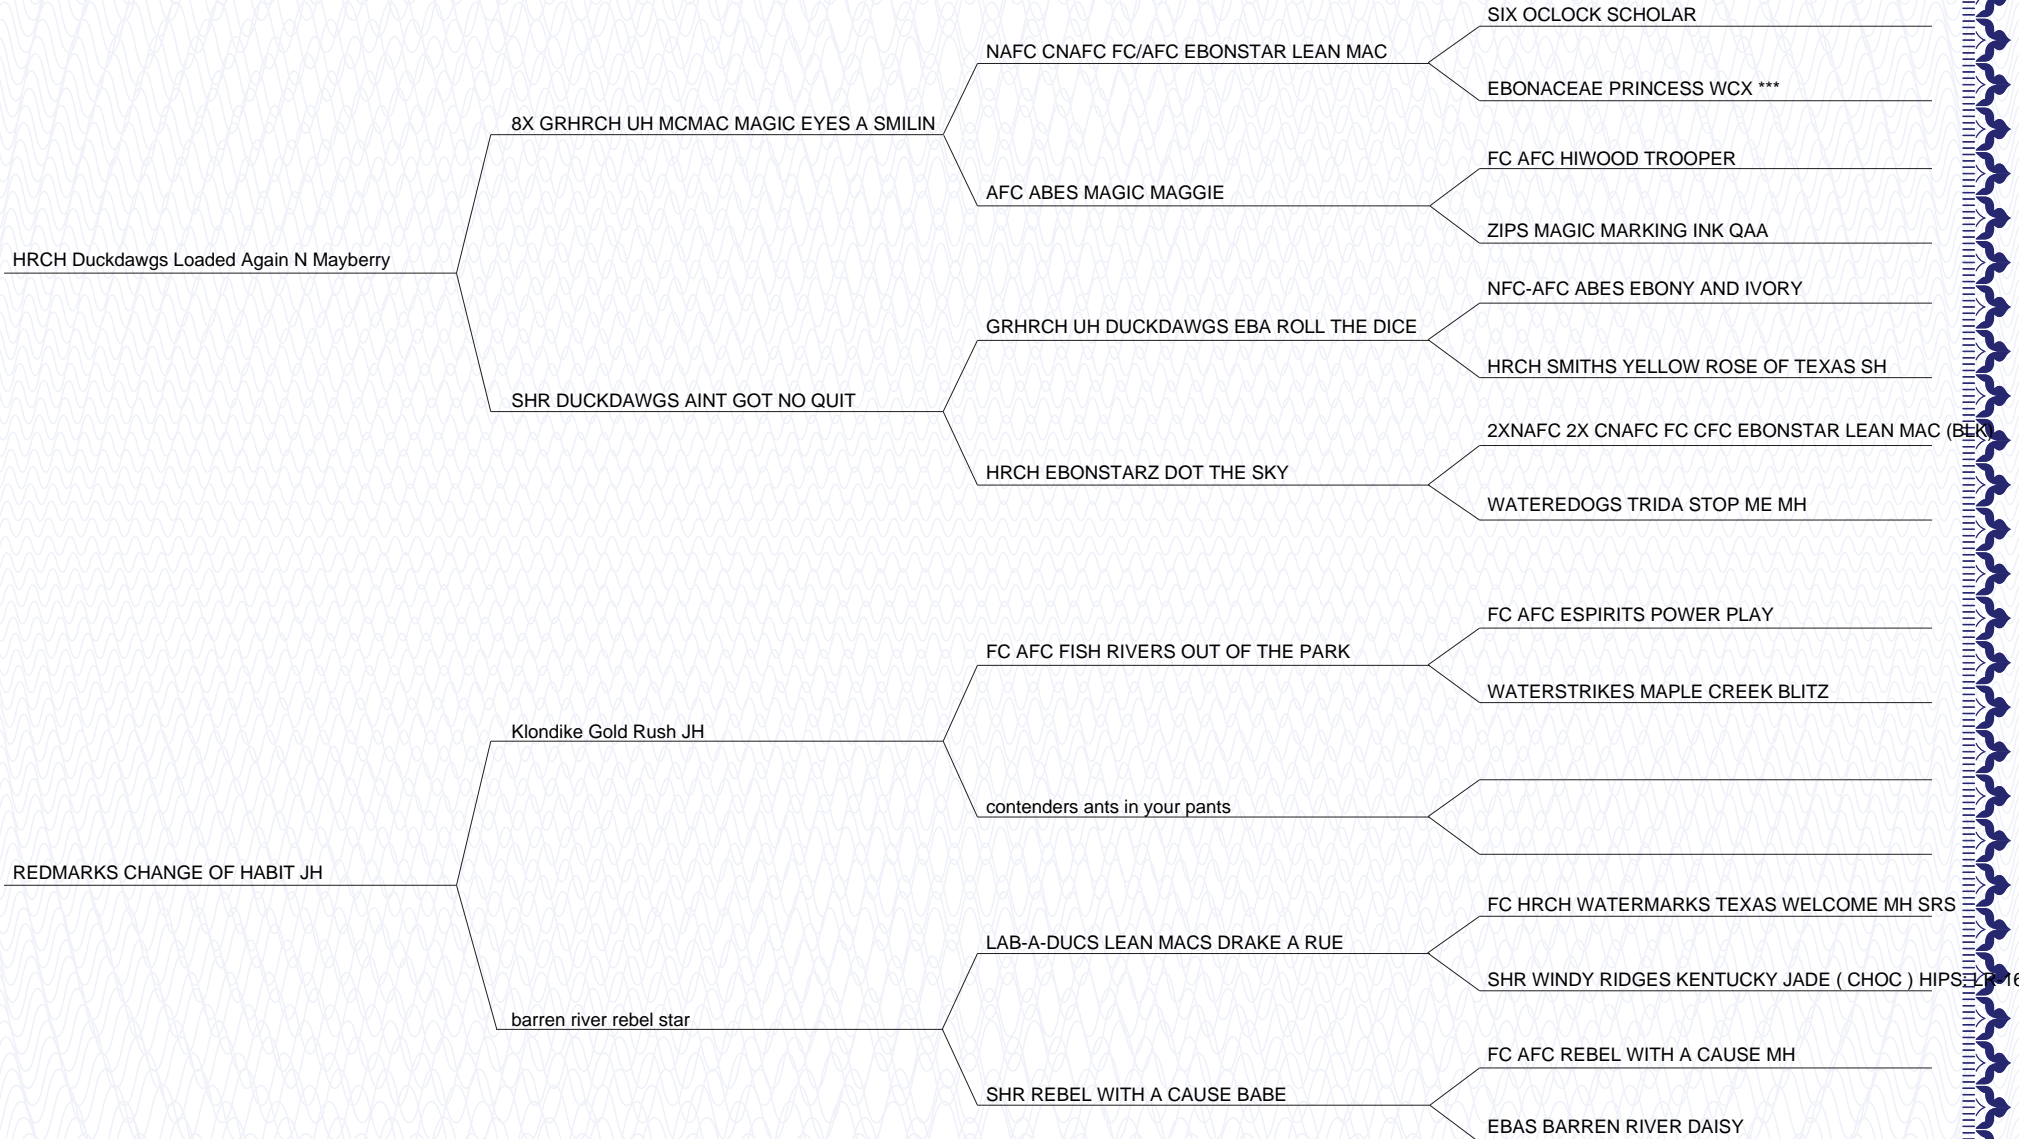 SIX OCLOCK SCHOLAR
NAFC CNAFC FC/AFC EBONSTAR LEAN MAC
EBONACEAE PRINCESS WCX ***
8X GRHRCH UH MCMAC MAGIC EYES A SMILIN
FC AFC HIWOOD TROOPER
AFC ABES MAGIC MAGGIE
ZIPS MAGIC MARKING INK QAA
HRCH Duckdawgs Loaded Again N Mayberry
NFC-AFC ABES EBONY AND IVORY
GRHRCH UH DUCKDAWGS EBA ROLL THE DICE
HRCH SMITHS YELLOW ROSE OF TEXAS SH
SHR DUCKDAWGS AINT GOT NO QUIT
2XNAFC 2X CNAFC FC CFC EBONSTAR LEAN MAC (BLK)
HRCH EBONSTARZ DOT THE SKY
WATEREDOGS TRIDA STOP ME MH
FC AFC ESPIRITS POWER PLAY
FC AFC FISH RIVERS OUT OF THE PARK
WATERSTRIKES MAPLE CREEK BLITZ
Klondike Gold Rush JH
contenders ants in your pants
REDMARKS CHANGE OF HABIT JH
FC HRCH WATERMARKS TEXAS WELCOME MH SRS
LAB-A-DUCS LEAN MACS DRAKE A RUE
SHR WINDY RIDGES KENTUCKY JADE ( CHOC ) HIPS: LR-16
barren river rebel star
FC AFC REBEL WITH A CAUSE MH
SHR REBEL WITH A CAUSE BABE
EBAS BARREN RIVER DAISY